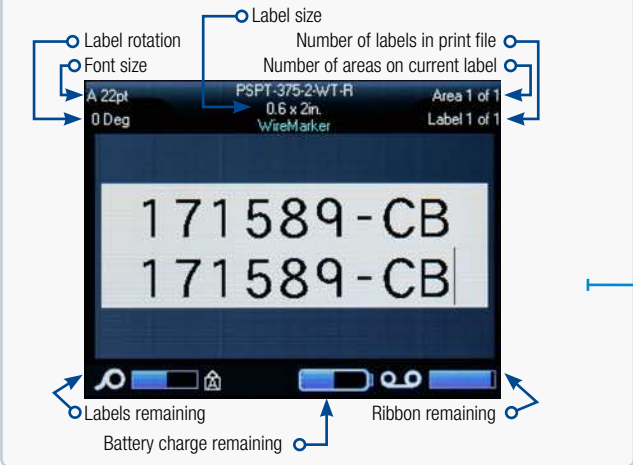 Label size
Label rotation
Number of labels in print file
Font size
Number of areas on current label
A 22pt
PSPT-375-2-WT-R
Area 1 of 1
0.6 x 2in.
0 Deg
WireMarker
Label 1 of 1
171589-CB
171589-CB
A
Labels remaining
Ribbon remaining
Battery charge remaining